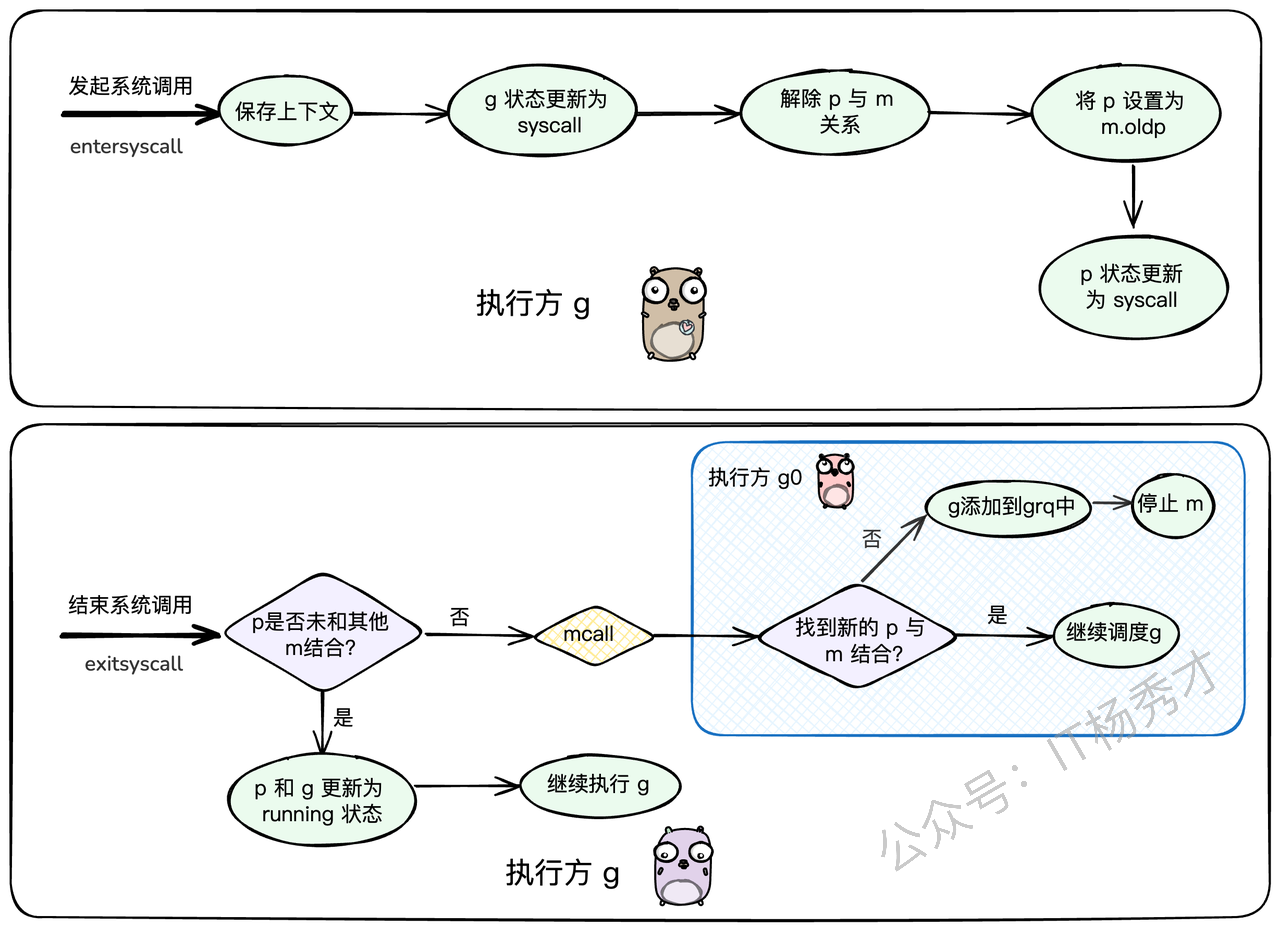 发起系统调用
entersyscall
保存上下文
g 状态更新为
syscall
解除 p 与 m
关系
将 p 设置为
m.oldp
p 状态更新
为 syscall
执行方 g
结束系统调用
exitsyscall
p是否未和其他
m结合?
否
mcall
执行方 g0
找到新的 p 与
m 结合?
否
g添加到grq中
停止 m
是
继续调度g
是
p 和 g 更新为
running 状态
继续执行 g
执行方 g
公众号：IT杨秀才